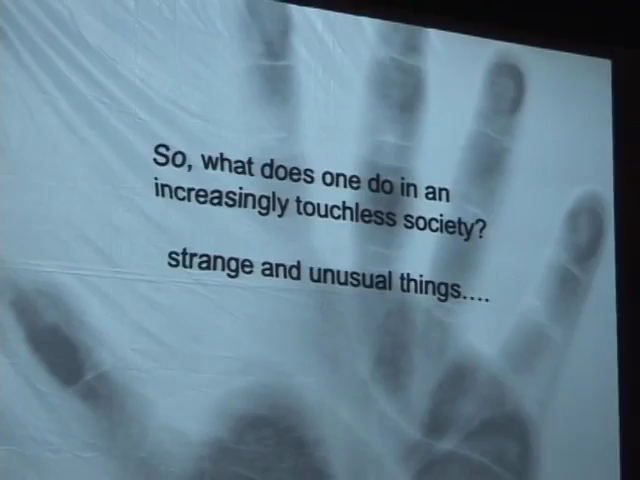 So, what does one do in an
increasingly touchless society?
strange and unusual things....